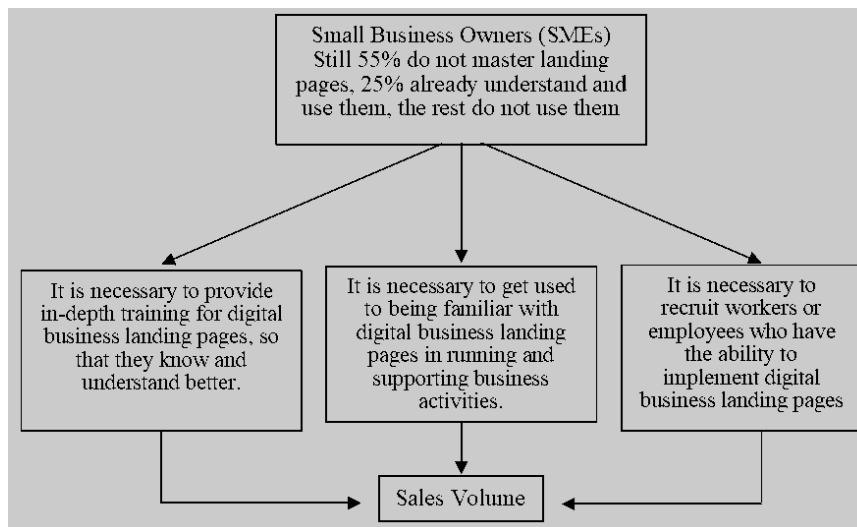 Small Business Owners (SMEs)
Still 55% do not master landing
pages, 25% already understand and
use them, the rest do not use them
It is necessary to provide
in-depth training for digital
business landing pages, so
that they know and
understand better.
It is necessary to get used
to being familiar with
digital business landing
pages in running and
supporting business
activities.
It is necessary to
recruit workers or
employees who have
the ability to
implement digital
business landing pages
Sales Volume